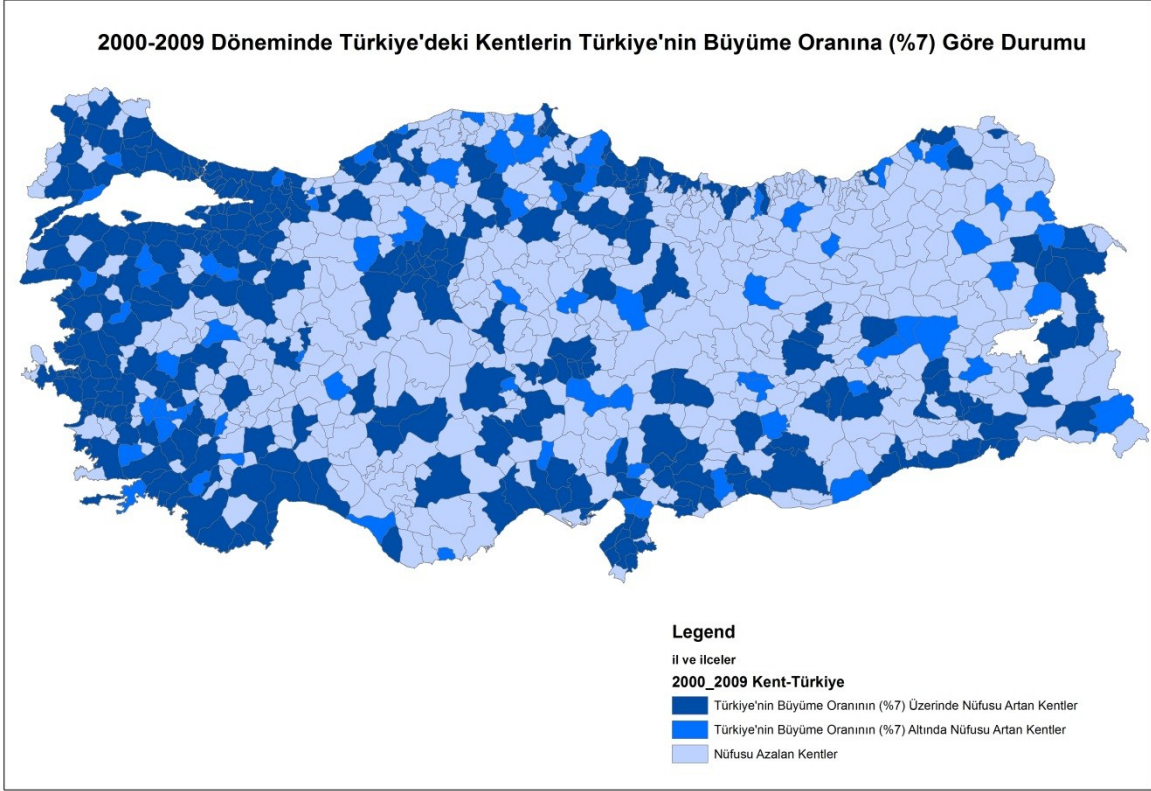 2000-2009 Döneminde Türkiye'deki Kentlerin Türkiye'nin Büyüme Oranına (%7) Göre Durumu
Legend
il ve ilceler
2000_2009 Kent-Türkiye
Türkiye'nin Büyüme Oranının (%7) Üzerinde Nüfusu Artan Kentler
Türkiye'nin Büyüme Oranının (%7) Altında Nüfusu Artan Kentler
Nüfusu Azalan Kentler